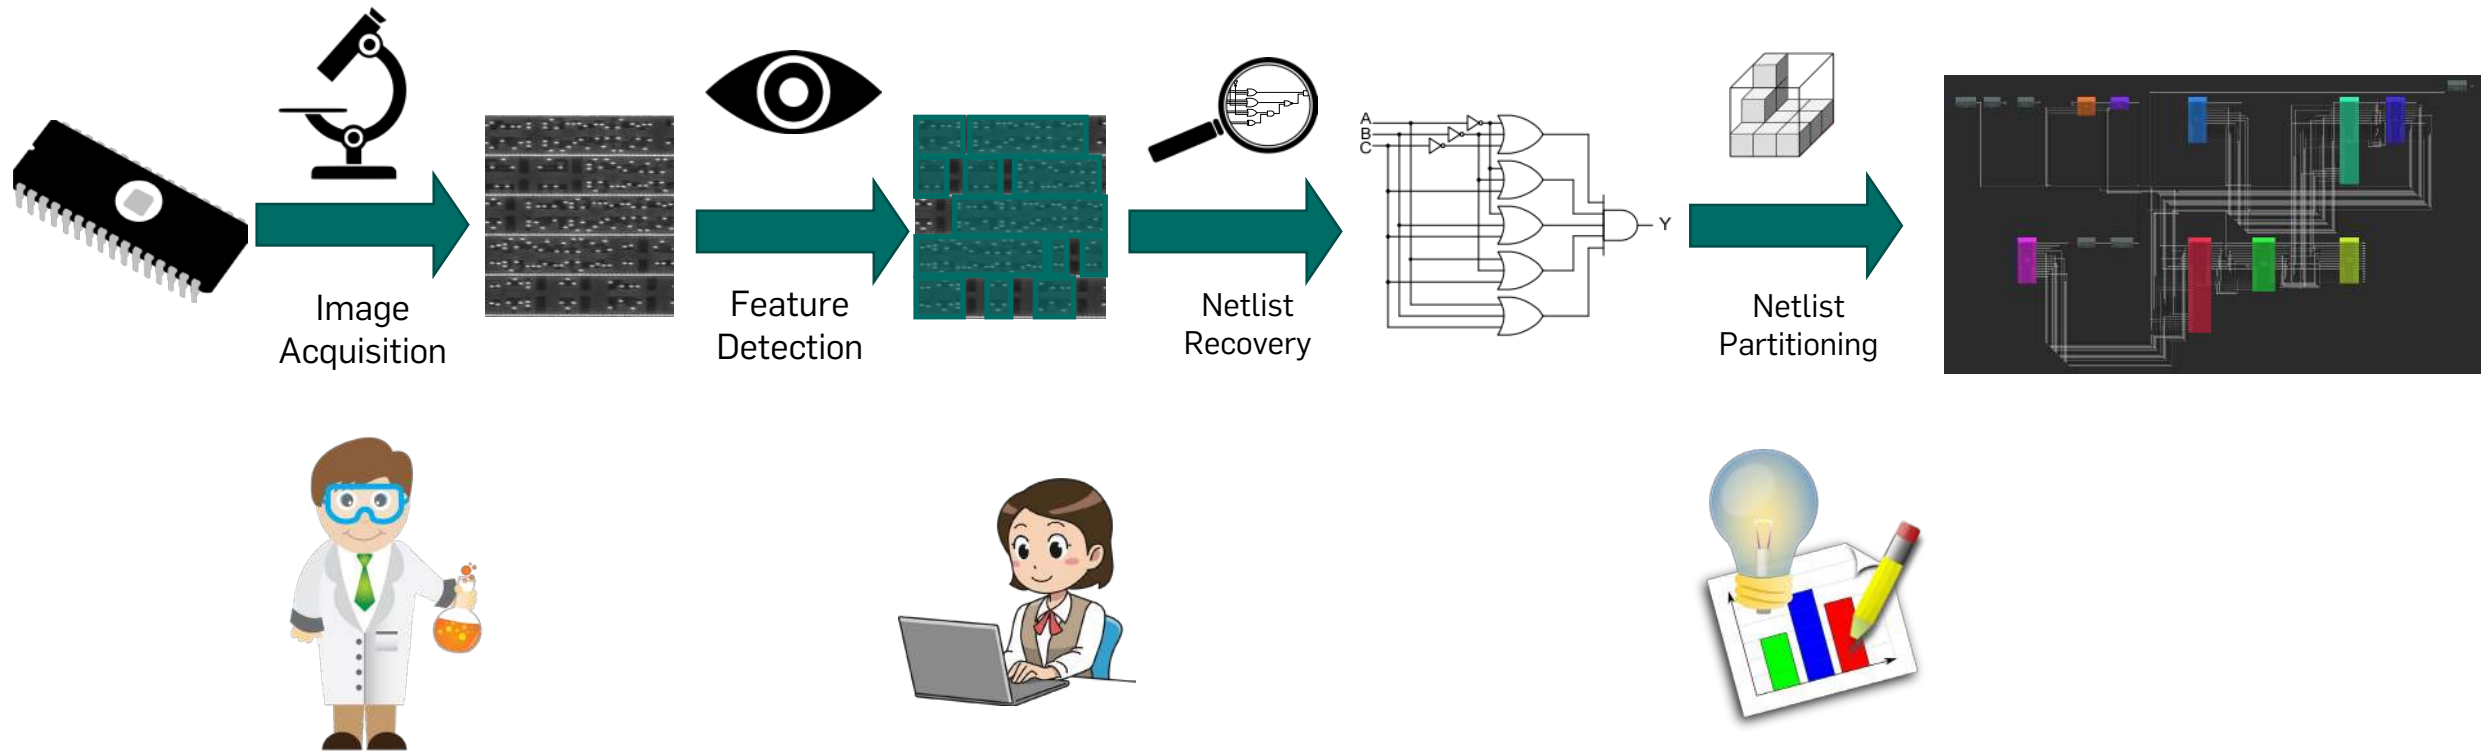 Image
Acquisition
Feature
Detection
Netlist
Recovery
A
B
C
Y
Netlist
Partitioning